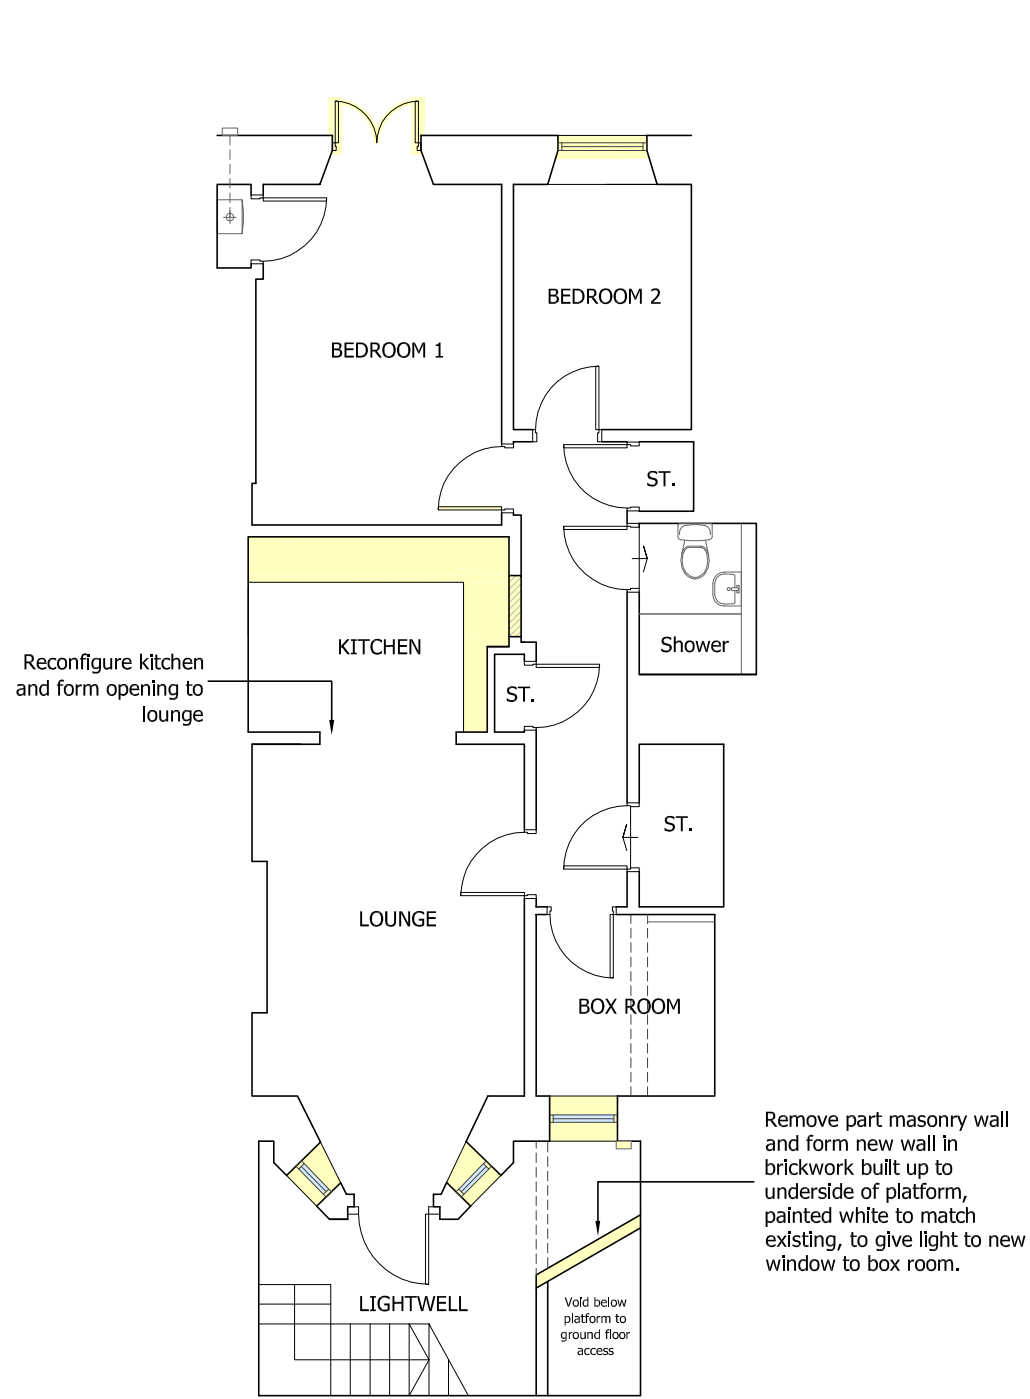 BEDROOM 2
BEDROOM 1
ST.
KITCHEN
Shower
Reconfigure kitchen
and form opening to
lounge
ST.
ST.
LOUNGE
BOX ROOM
Remove part masonry wall
and form new wall in
brickwork built up to
underside of platform,
painted white to match
existing, to give light to new
window to box room.
LIGHTWELL
Void below
platform to
ground floor
access